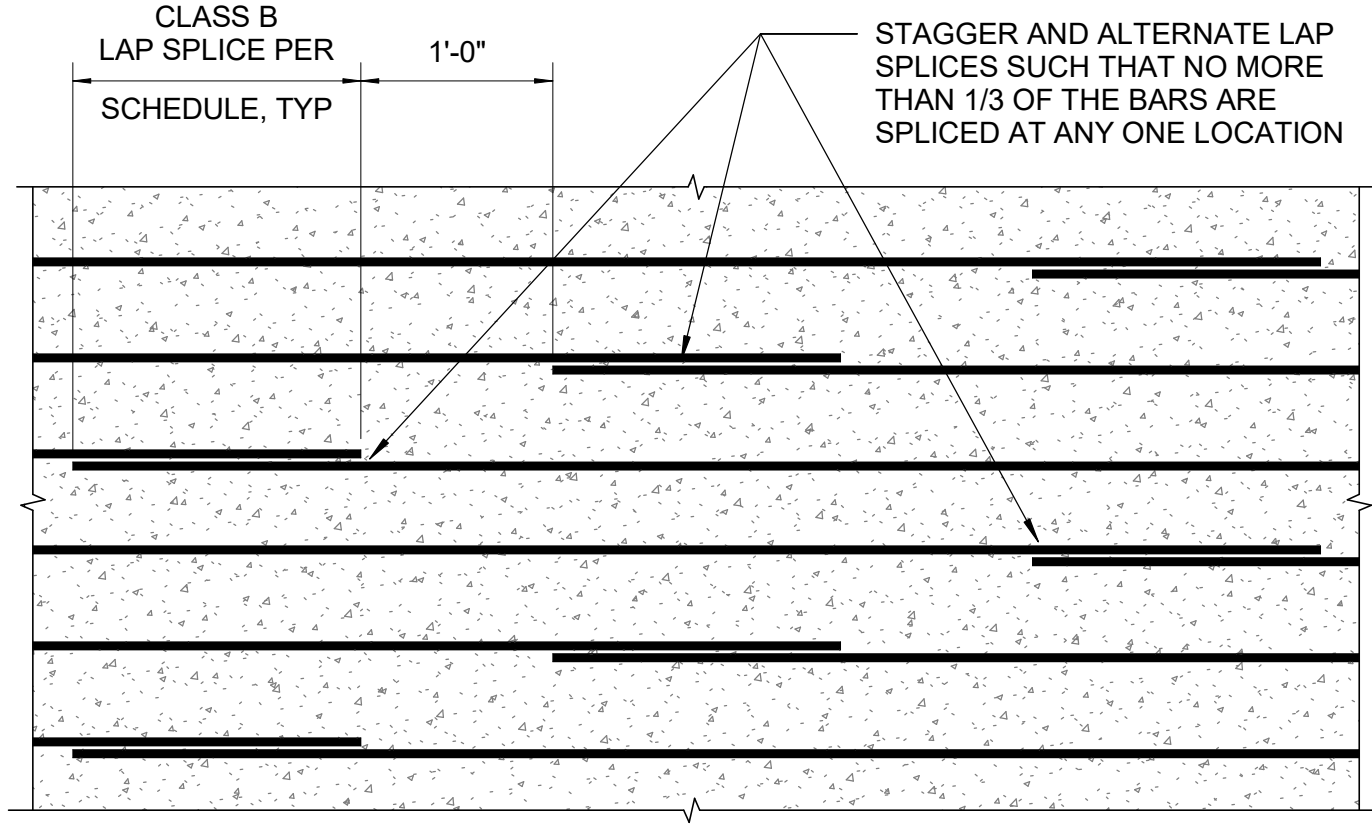 CLASS B
LAP SPLICE PER
SCHEDULE, TYP
1'-0"
STAGGER AND ALTERNATE LAP
SPLICES SUCH THAT NO MORE
THAN 1/3 OF THE BARS ARE
SPLICED AT ANY ONE LOCATION